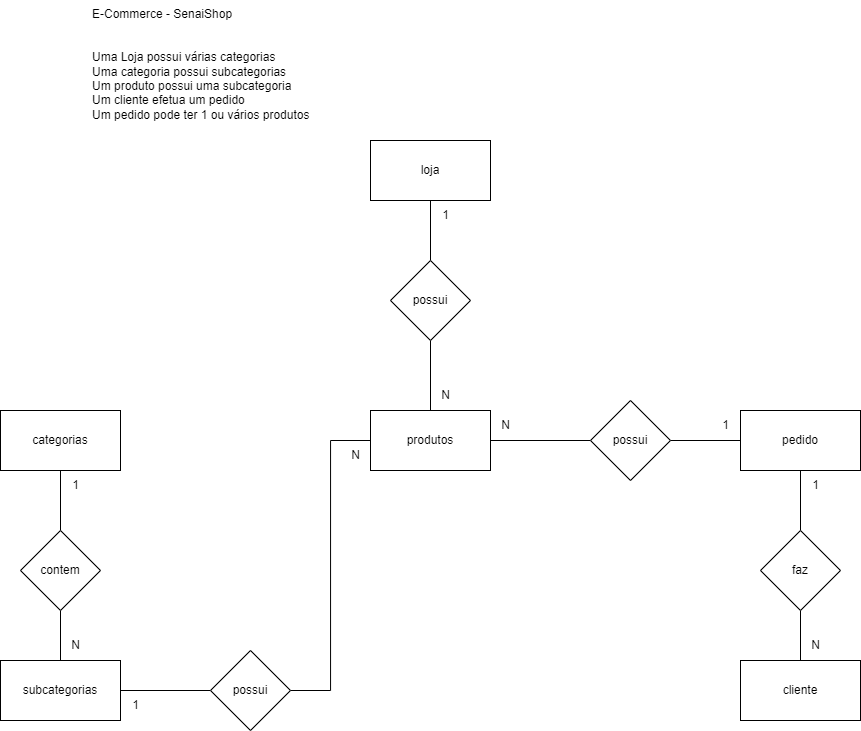 E-Commerce - SenaiShop
Uma Loja possui várias categorias
Uma categoria possui subcategorias
Um produto possui uma subcategoria
Um cliente efetua um pedido
Um pedido pode ter 1 ou vários produtos
loja
1
possui
N
categorias
produtos
N
possui
1
pedido
N
1
1
contem
faz
N
N
subcategorias
1
possui
cliente